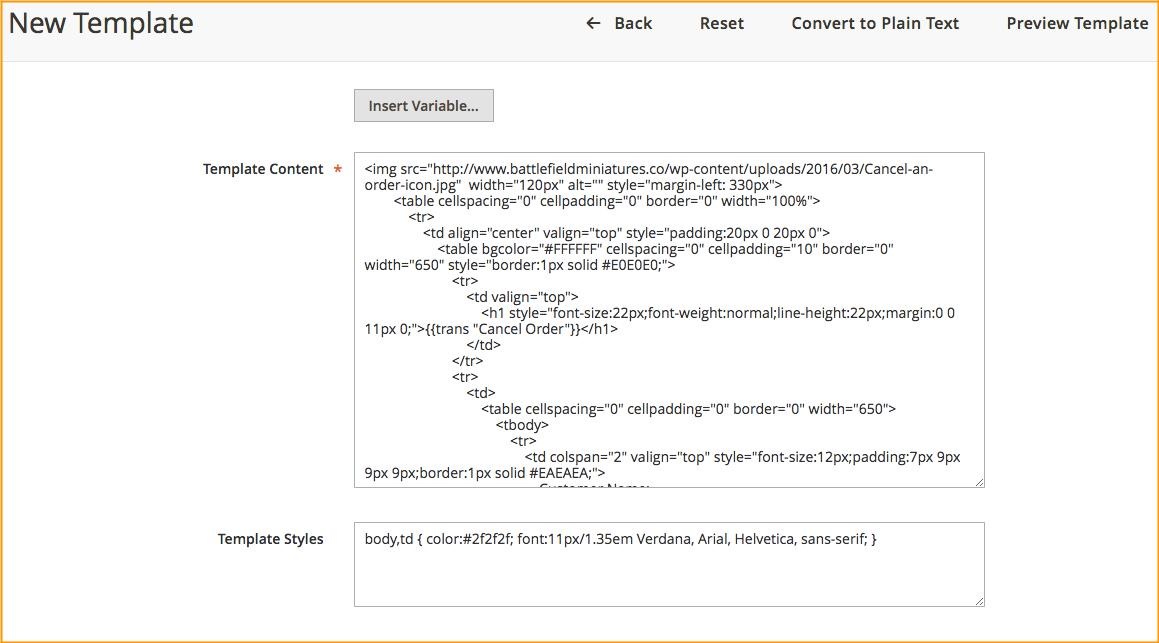 New Template
← Back Reset Convert to Plain Text Preview Template
Insert Variable...
Template Content *
<img src="http://www.battlefieldminiatures.co/wp-content/uploads/2016/03/Cancel-an-
order-icon.jpg"  width="120px" alt="" style="margin-left: 330px">
<table cellspacing="0" cellpadding="0" border="0" width="100%">
<tr>
<td align="center" valign="top" style="padding:20px 0 20px 0">
<table bgcolor="#FFFFFF" cellspacing="0" cellpadding="10" border="0"
width="650" style="border:1px solid #E0E0E0;">
<tr>
<td valign="top">
<h1 style="font-size:22px;font-weight:normal;line-height:22px;margin:0 0
11px 0;">{{trans "Cancel Order"}}</h1>
</td>
</tr>
<tr>
<td>
<table cellspacing="0" cellpadding="0" border="0" width="650">
<tbody>
<tr>
<td colspan="2" valign="top" style="font-size:12px;padding:7px 9px
9px 9px;border:1px solid #EAEAEA;">
Customer Name:
Template Styles
body,td { color:#2f2f2f; font:11px/1.35em Verdana, Arial, Helvetica, sans-serif; }